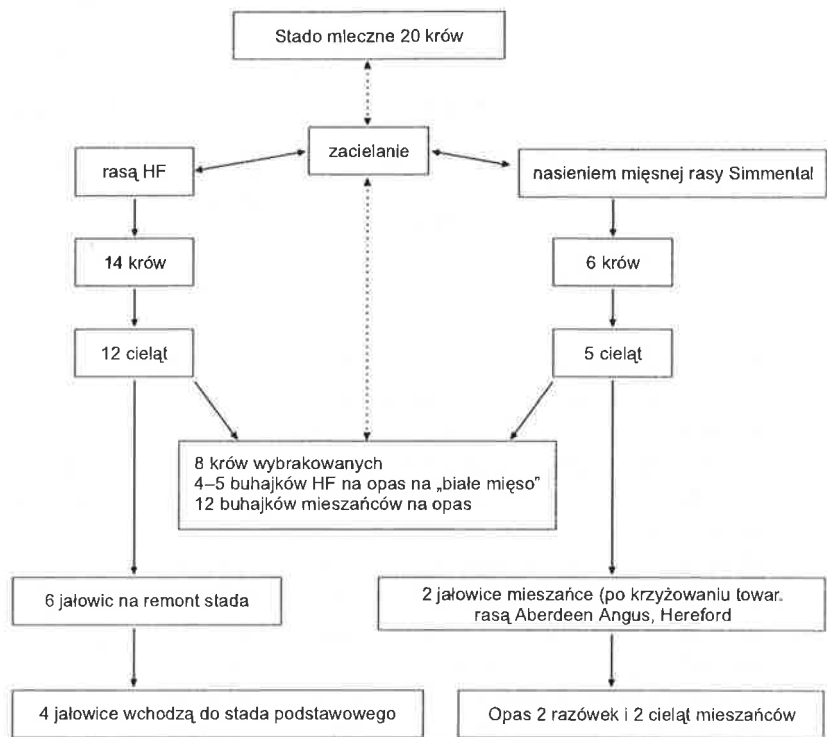 Stado mleczne 20 krów
zacielanie
rasą HF
nasieniem mięsnej rasy Simmental
14 krów
6 krów
12 cieląt
5 cieląt
8 krów wybrakowanych
4–5 buhajków HF na opas na „białe mięso”
12 buhajków mieszańców na opas
6 jałowic na remont stada
2 jałowice mieszańce (po krzyżowaniu towar.
rasą Aberdeen Angus, Hereford
4 jałowice wchodzą do stada podstawowego
Opas 2 razówek i 2 cieląt mieszańców